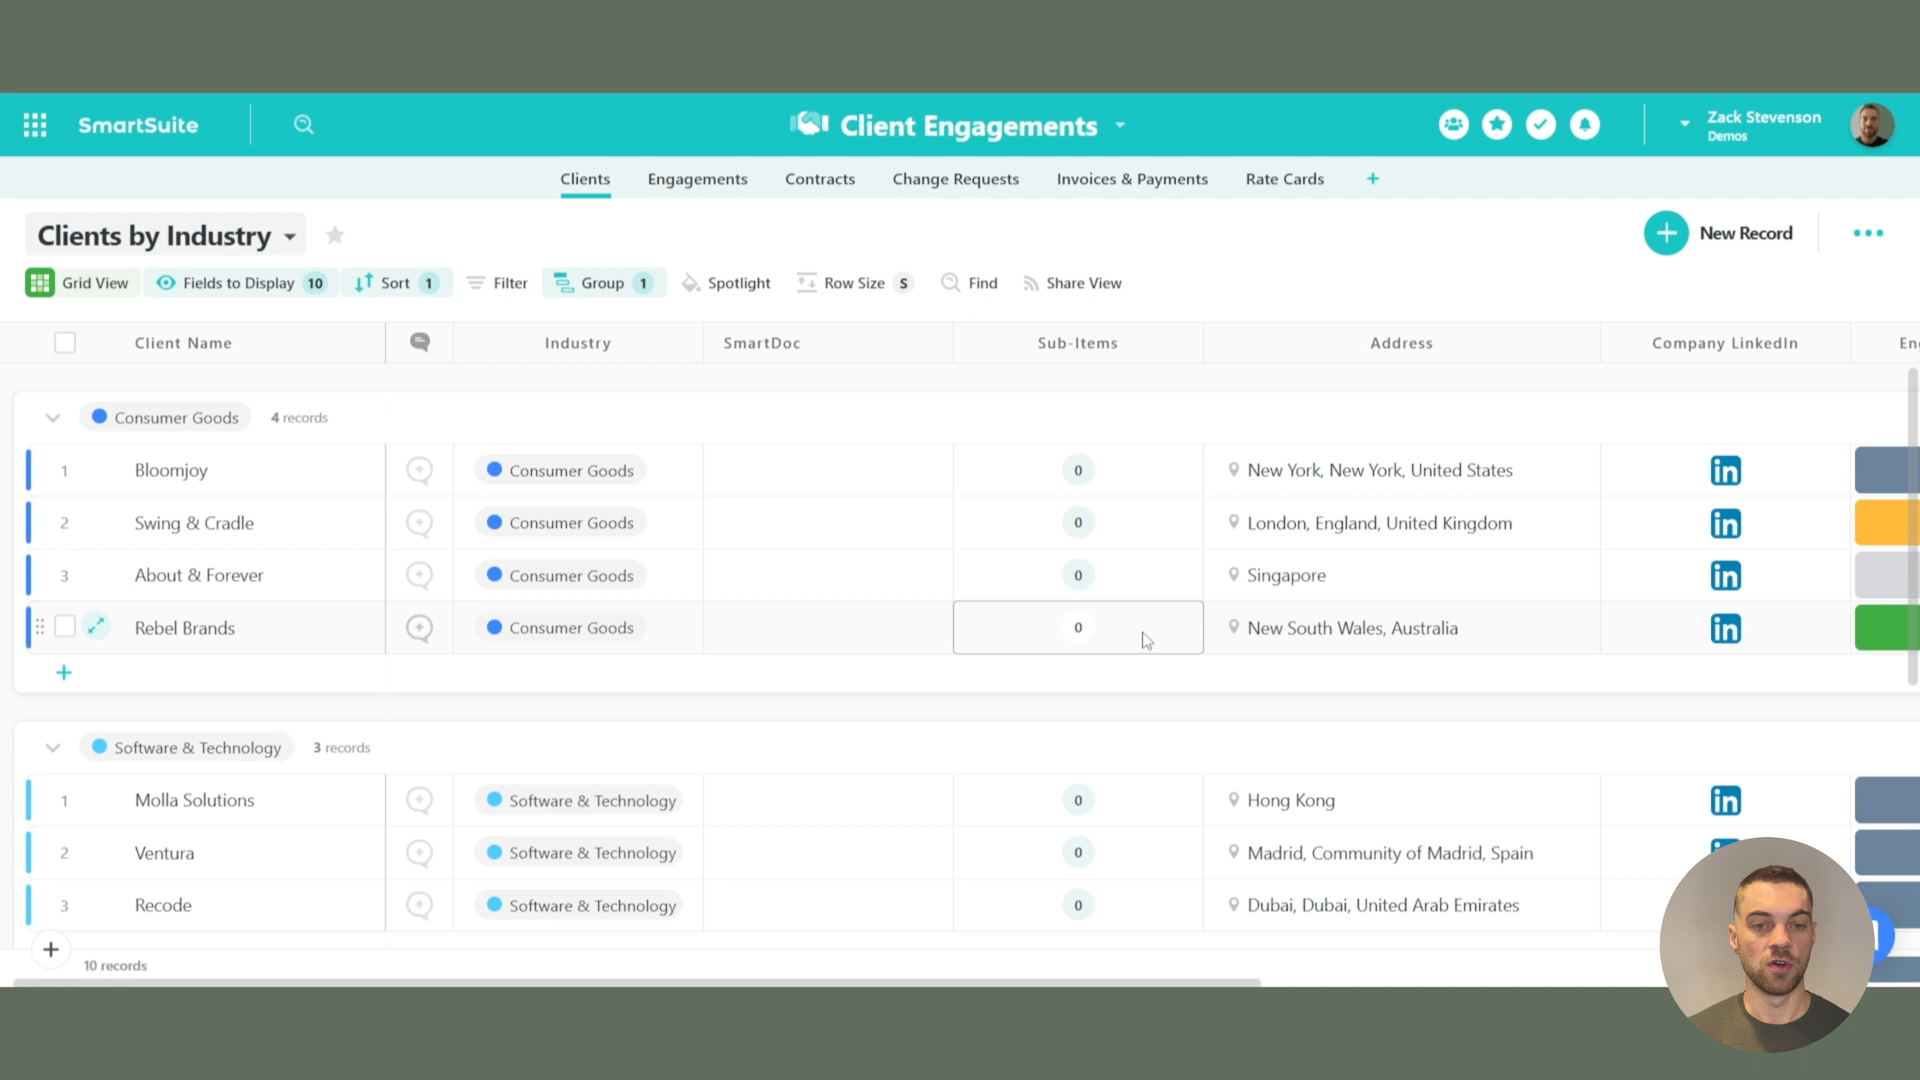 SmartSuite
Client Engagements
Zack Stevenson
Demos
Clients Engagements Contracts Change Requests Invoices & Payments Rate Cards +
Clients by Industry
New Record
Grid View Fields to Display 10 Sort 1 Filter Group 1 Spotlight Row Size S Find Share View
Client Name Industry SmartDoc Sub-Items Address Company LinkedIn En
Consumer Goods 4 records
1 Bloomjoy Consumer Goods 0 New York, New York, United States in
2 Swing & Cradle Consumer Goods 0 London, England, United Kingdom in
3 About & Forever Consumer Goods 0 Singapore in
Rebel Brands Consumer Goods 0 New South Wales, Australia in
+
Software & Technology 3 records
1 Molla Solutions Software & Technology 0 Hong Kong in
2 Ventura Software & Technology 0 Madrid, Community of Madrid, Spain
3 Recode Software & Technology 0 Dubai, Dubai, United Arab Emirates
+
10 records